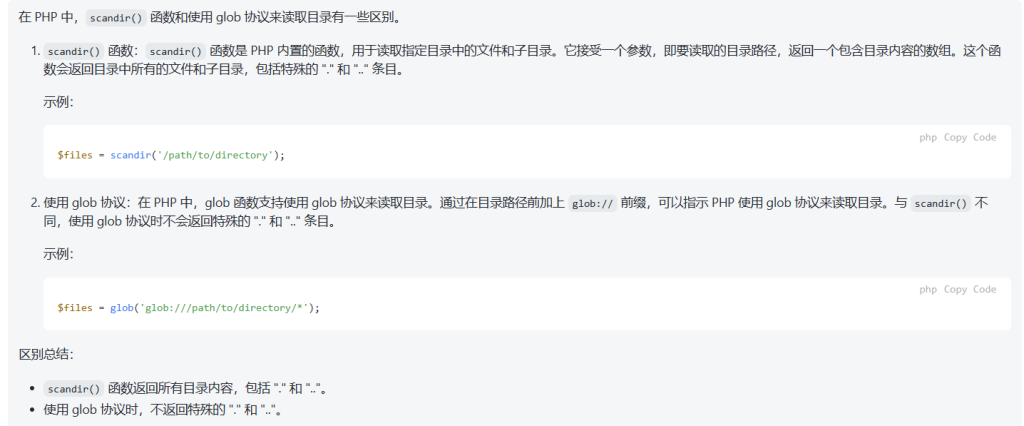 在 PHP 中，scandir() 函数和使用 glob 协议来读取目录有一些区别。
1. scandir() 函数：scandir() 函数是 PHP 内置的函数，用于读取指定目录中的文件和子目录。它接受一个参数，即要读取的目录路径，返回一个包含目录内容的数组。这个函
数会返回目录中所有的文件和子目录，包括特殊的 "." 和 ".." 条目。
示例：
php Copy Code
$files = scandir('/path/to/directory');
2. 使用 glob 协议：在 PHP 中，glob 函数支持使用 glob 协议来读取目录。通过在目录路径前加上 glob:// 前缀，可以指示 PHP 使用 glob 协议来读取目录。与 scandir() 不
同，使用 glob 协议时不会返回特殊的 "." 和 ".." 条目。
示例：
php Copy Code
$files = glob('glob:///path/to/directory/*');
区别总结：
• scandir() 函数返回所有目录内容，包括 "." 和 ".."。
• 使用 glob 协议时，不返回特殊的 "." 和 ".."。